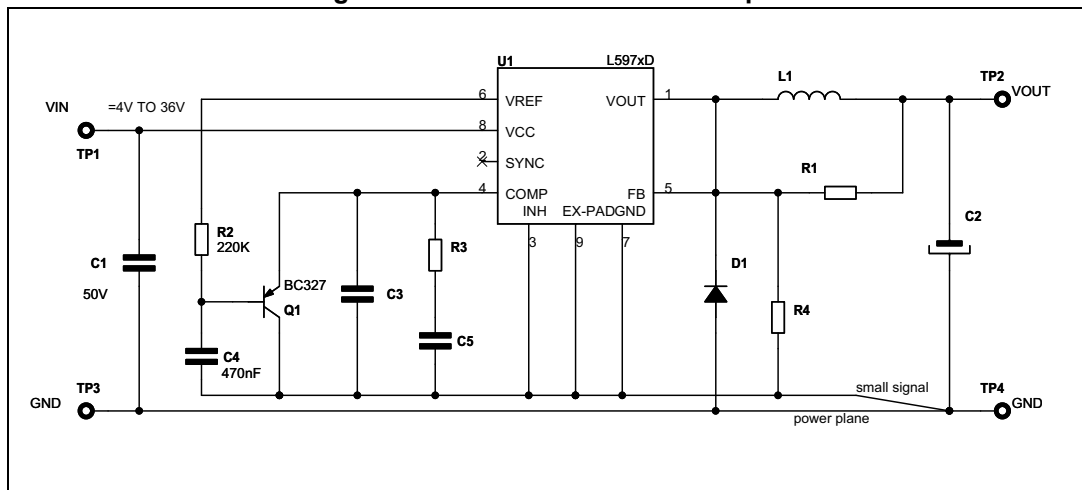 U1
L597xD
L1
TP2
VOUT
VIN
=4V TO 36V
6
VREF
VOUT
1
8
VCC
TP1
2
SYNC
R1
4
COMP
FB
5
INH
EX-PADGND
C2
R2
220K
3
9
7
R3
C1
D1
50V
BC327
C3
R4
Q1
C5
C4
470nF
TP3
small signal
TP4
GND
GND
power plane